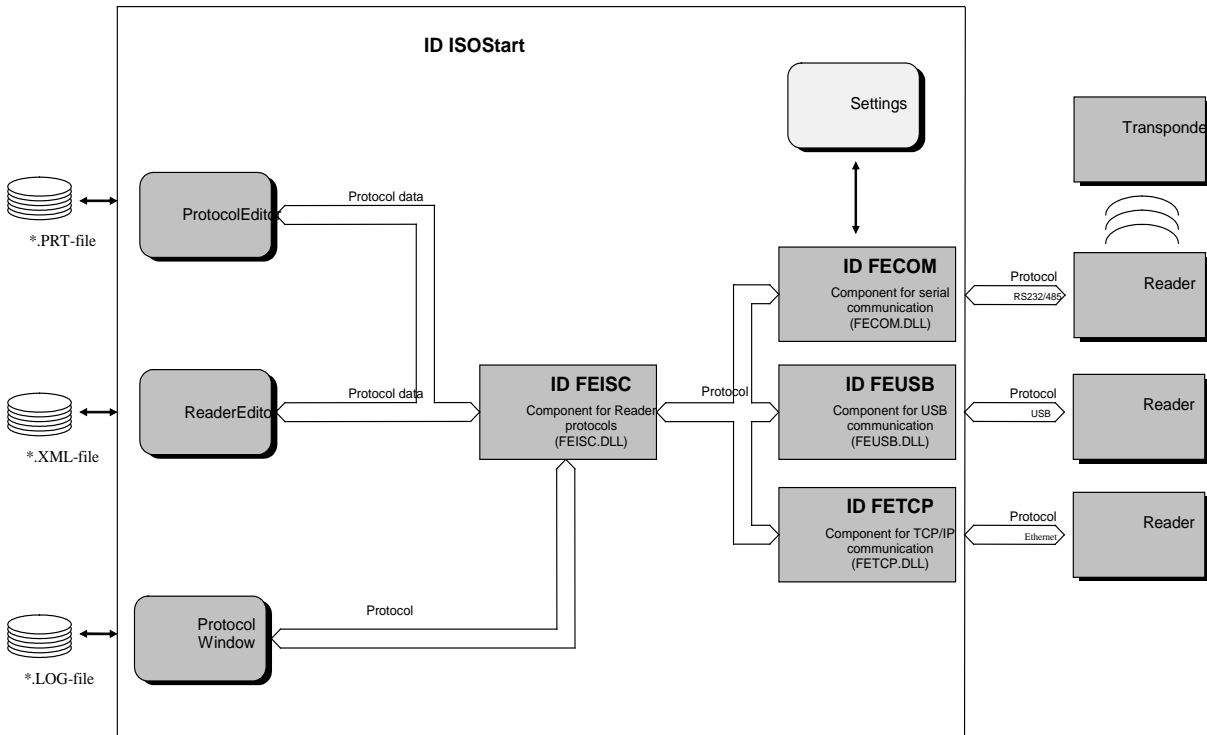 ID ISOStart
Settings
Transponde
ProtocolEdito
Protocol data
*.PRT-file
ID FECOM
Component for serial
communication
(FECOM.DLL)
Protocol
RS232/485
Reader
ReaderEdito
Protocol data
*.XML-file
ID FEISC
Component for Reader
protocols
(FEISC.DLL)
Protocol
ID FEUSB
Component for USB
communication
(FEUSB.DLL)
Protocol
USB
Reader
ID FETCP
Component for TCP/IP
communication
(FETCP.DLL)
Protocol
Ethernet
Reader
Protocol
Window
Protocol
*.LOG-file